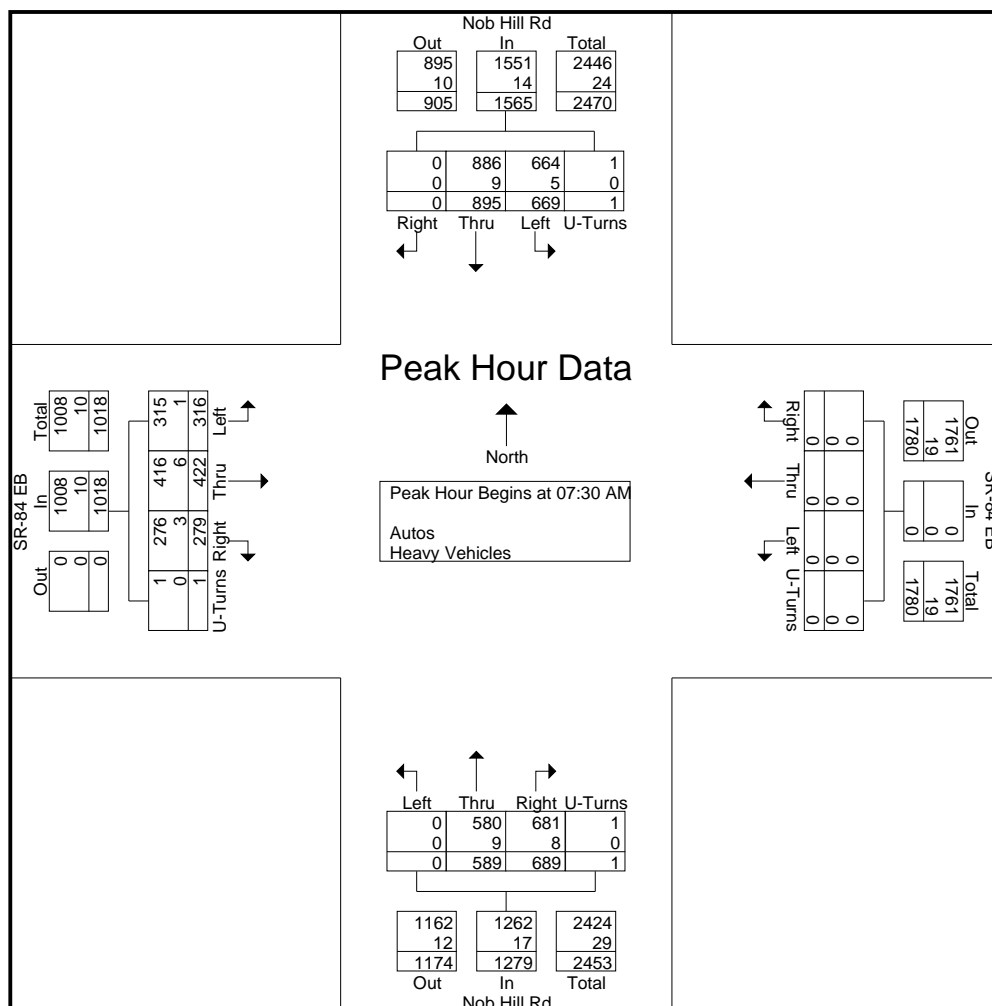 Nob Hill Rd
Out In Total
895 1551 2446
10 14 24
905 1565 2470
0 886 664 1
0 9 5 0
0 895 669 1
Right Thru Left U-Turns
Peak Hour Data
North
Peak Hour Begins at 07:30 AM
Autos
Heavy Vehicles
SR-84 EB
Out In Total
0 1008 1008
0 10 10
0 1018 1018
1 276 416 315
0 3 6 1
1 279 422 316
U-Turns Right Thru Left
SR-84 EB
Out In Total
1761 0 1761
19 0 19
1780 0 1780
0 0 0 0
0 0 0 0
0 0 0 0
Right Thru Left U-Turns
Left Thru Right U-Turns
0 580 681 1
0 9 8 0
0 589 689 1
1162 1262 2424
12 17 29
1174 1279 2453
Out In Total
Nob Hill Rd